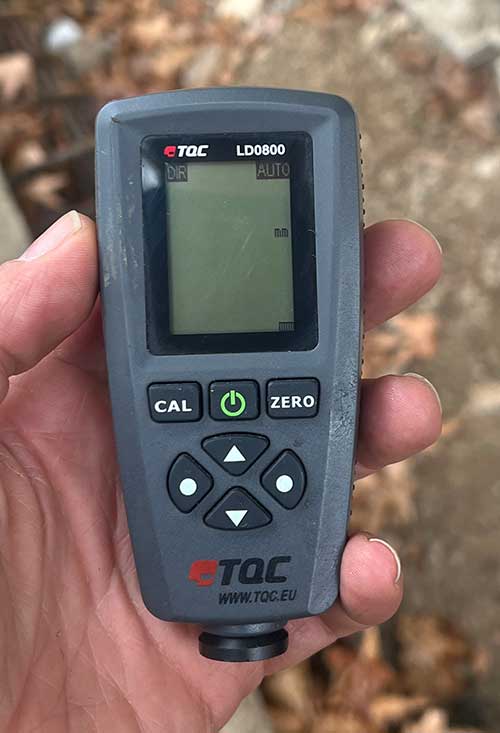 TQC LD0800
DIR AUTO
mm
CAL ZERO
TQC
WWW.TQC.EU